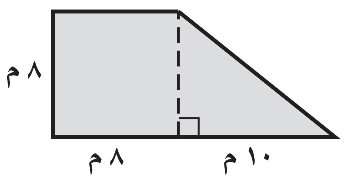 ٨ م
٨ م
١٠ م